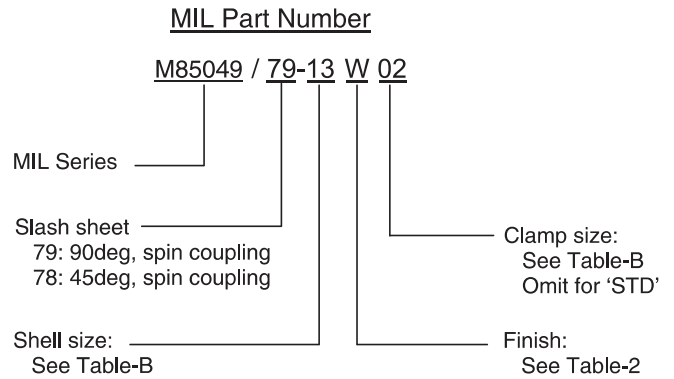 MIL Part Number
M85049 / 79-13 W 02
MIL Series
Slash sheet
79: 90deg, spin coupling
78: 45deg, spin coupling
Shell size:
See Table-B
Clamp size:
See Table-B
Omit for 'STD'
Finish:
See Table-2